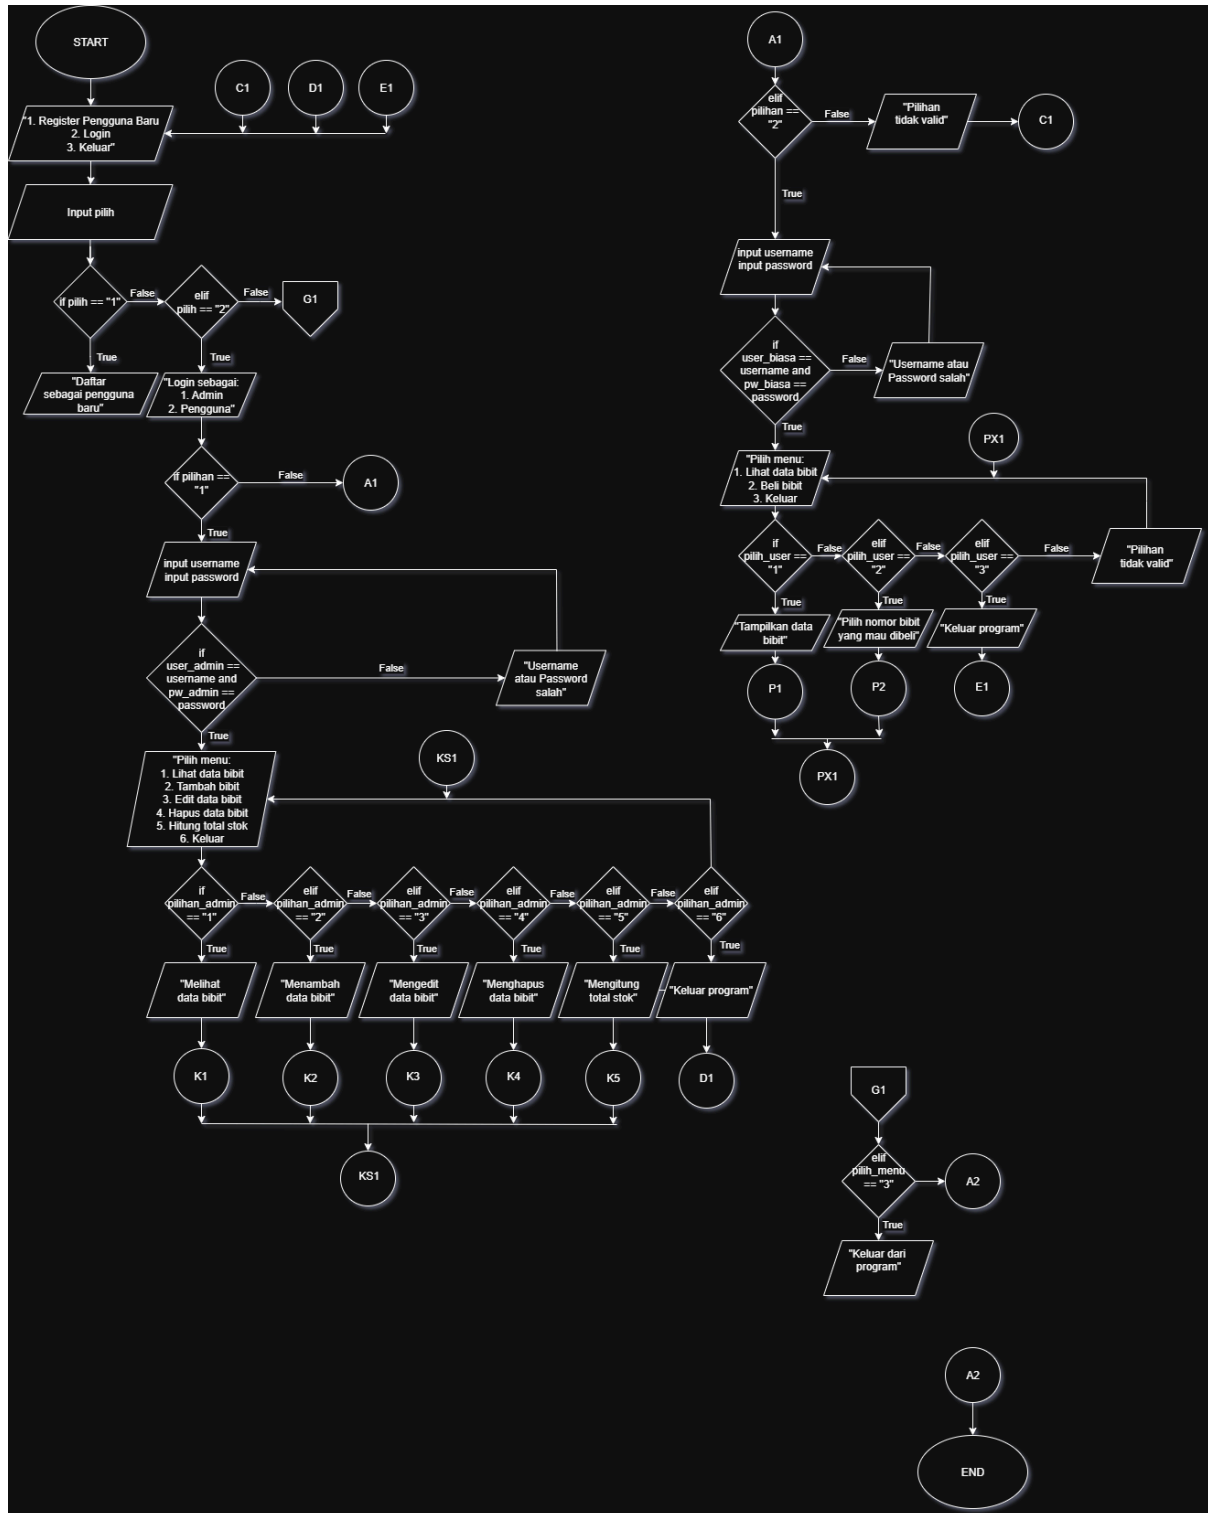 START
C1
D1
E1
"1. Register Pengguna Baru
2. Login
3. Keluar"
Input pilih
if pilih == "1"
False
elif
pilih == "2"
False
G1
True
True
"Daftar
sebagai pengguna
baru"
"Login sebagai:
1. Admin
2. Pengguna"
if pilihan ==
"1"
False
A1
True
input username
input password
if
user_admin ==
username and
pw_admin ==
password
False
"Username
atau Password
salah"
True
"Pilih menu:
1. Lihat data bibit
2. Tambah bibit
3. Edit data bibit
4. Hapus data bibit
5. Hitung total stok
6. Keluar
KS1
if
pilihan_admin
== "1"
False
elif
pilihan_admin
== "2"
False
elif
pilihan_admin
== "3"
False
elif
pilihan_admin
== "4"
False
elif
pilihan_admin
== "5"
False
elif
pilihan_admin
== "6"
True
True
True
True
True
True
"Melihat
data bibit"
"Menambah
data bibit"
"Mengedit
data bibit"
"Menghapus
data bibit"
"Mengitung
total stok"
"Keluar program"
K1
K2
K3
K4
K5
D1
KS1
A1
elif
pilihan ==
"2"
False
"Pilihan
tidak valid"
C1
True
input username
input password
if
user_biasa ==
username and
pw_biasa ==
password
False
"Username atau
Password salah"
True
PX1
"Pilih menu:
1. Lihat data bibit
2. Beli bibit
3. Keluar
if
pilih_user ==
"1"
False
elif
pilih_user ==
"2"
False
elif
pilih_user ==
"3"
False
"Pilihan
tidak valid"
True
True
True
"Tampilkan data
bibit"
"Pilih nomor bibit
yang mau dibeli"
"Keluar program"
P1
P2
E1
PX1
G1
elif
pilih_menu
== "3"
A2
True
"Keluar dari
program"
A2
END